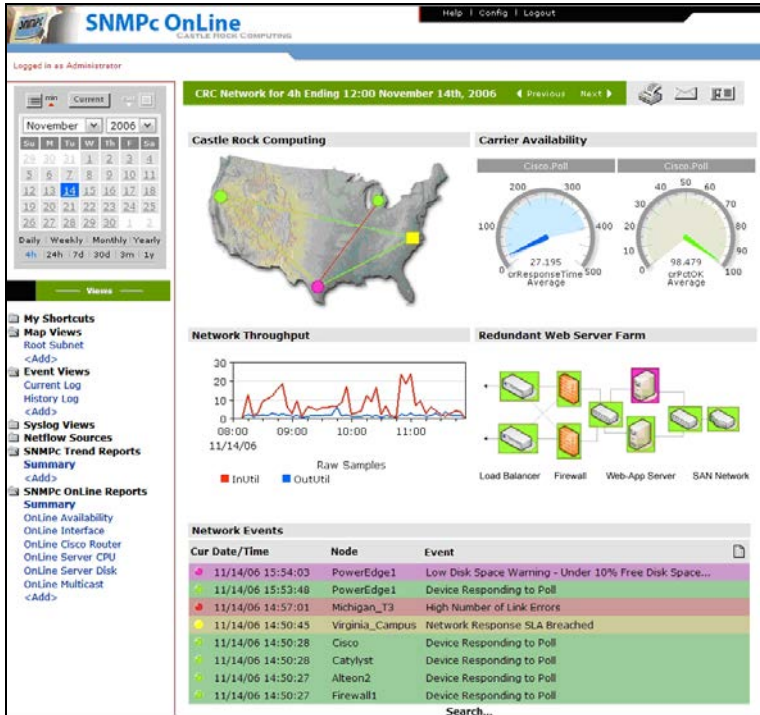 SNMPc OnLine
CASTLE ROCK COMPUTING
Help | Config | Logout
Logged in as Administrator
min Current
November 2006
Su M Tu W Th F Sa
29 30 31 1 2 3 4
5 6 7 8 9 10 11
12 13 14 15 16 17 18
19 20 21 22 23 24 25
26 27 28 29 30 1 2
Daily Weekly Monthly Yearly
4h 24h 7d 30d 3m 1y
Views
My Shortcuts
Map Views
Root Subnet
<Add>
Event Views
Current Log
History Log
<Add>
Syslog Views
Netflow Sources
SNMPc Trend Reports
Summary
<Add>
SNMPc OnLine Reports
Summary
OnLine Availability
OnLine Interface
OnLine Cisco Router
OnLine Server CPU
OnLine Server Disk
OnLine Multicast
<Add>
CRC Network for 4h Ending 12:00 November 14th, 2006 Previous Next
Castle Rock Computing
Carrier Availability
Cisco.Poll
0 100 200 300 400 500
27.195
crResponseTime
Average
Cisco.Poll
0 10 20 30 40 50 60 70 80 90 100
98.479
crPctOK
Average
Network Throughput
30
20
10
0
08:00 09:00 10:00 11:00
11/14/06
Raw Samples
InUtil OutUtil
Redundant Web Server Farm
Load Balancer Firewall Web-App Server SAN Network
Network Events
Cur Date/Time Node Event
11/14/06 15:54:03 PowerEdge1 Low Disk Space Warning - Under 10% Free Disk Space...
11/14/06 15:53:48 PowerEdge1 Device Responding to Poll
11/14/06 14:57:01 Michigan_T3 High Number of Link Errors
11/14/06 14:50:45 Virginia_Campus Network Response SLA Breached
11/14/06 14:50:28 Cisco Device Responding to Poll
11/14/06 14:50:28 Catylyst Device Responding to Poll
11/14/06 14:50:27 Alteon2 Device Responding to Poll
11/14/06 14:50:27 Firewall1 Device Responding to Poll
Search...